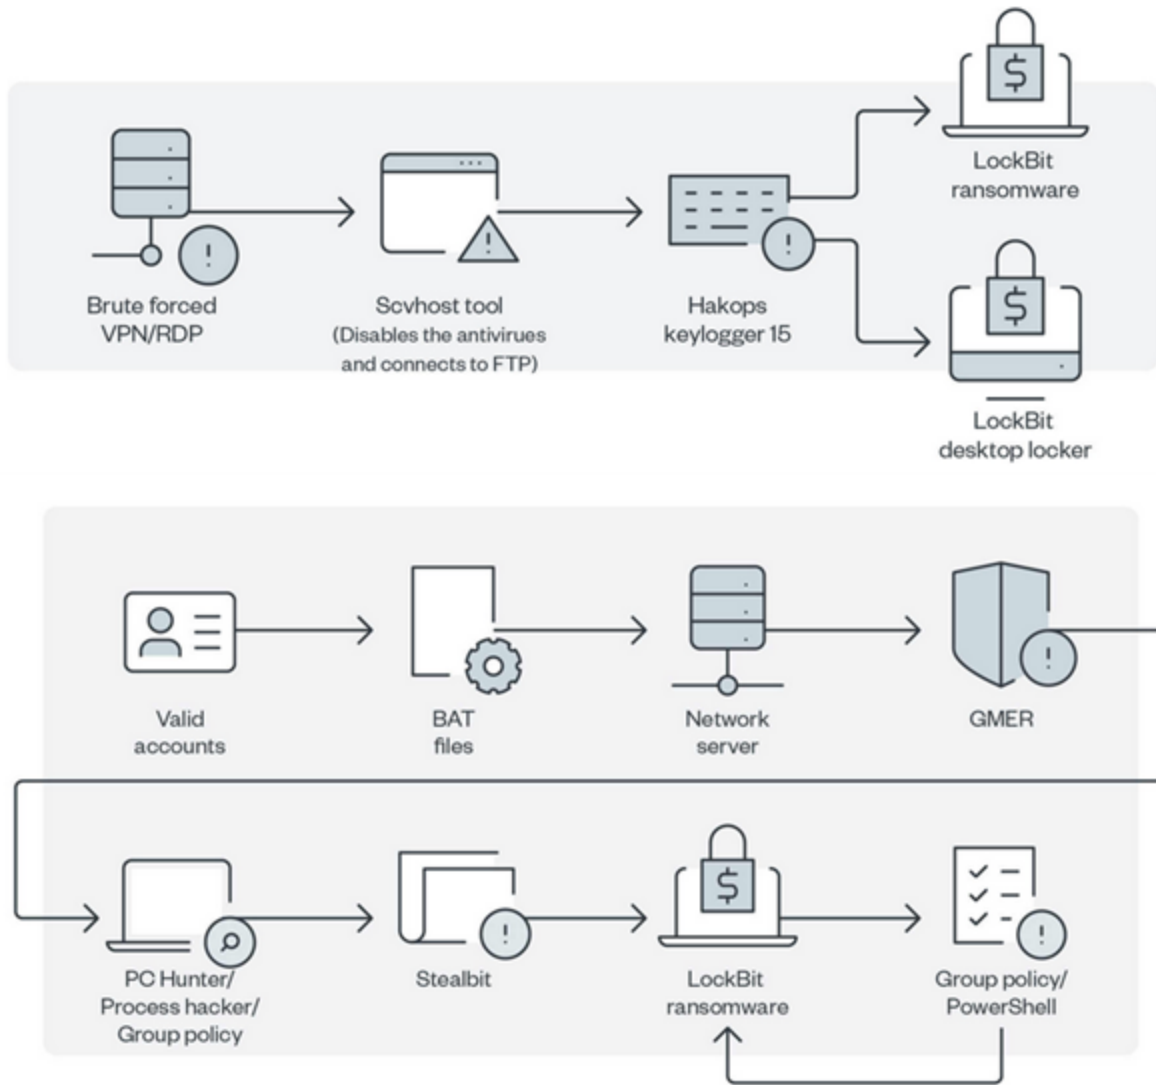 LockBit
ransomware
Brute forced
VPN/RDP
Scvhost tool
(Disables the antivirues
and connects to FTP)
Hakops
keylogger 15
LockBit
desktop locker
Valid
accounts
BAT
files
Network
server
GMER
PC Hunter/
Process hacker/
Group policy
Stealbit
LockBit
ransomware
Group policy/
PowerShell